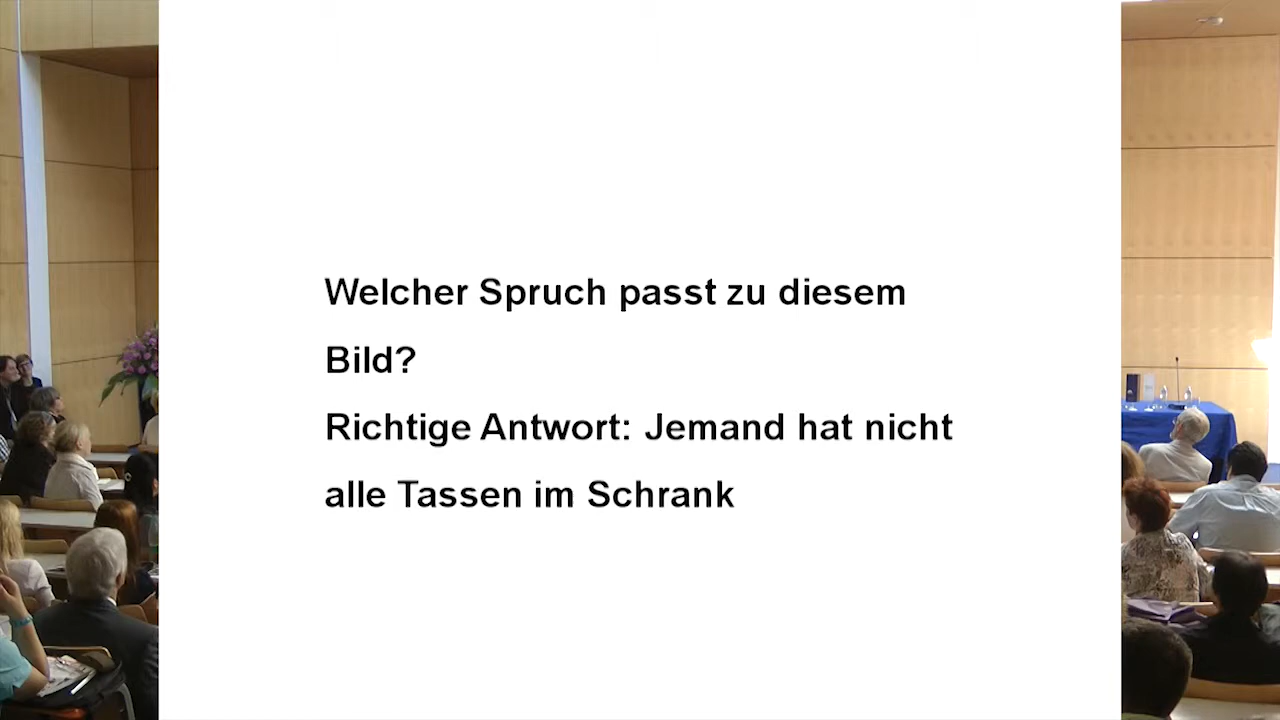 Welcher Spruch passt zu diesem
Bild?
Richtige Antwort: Jemand hat nicht
alle Tassen im Schrank